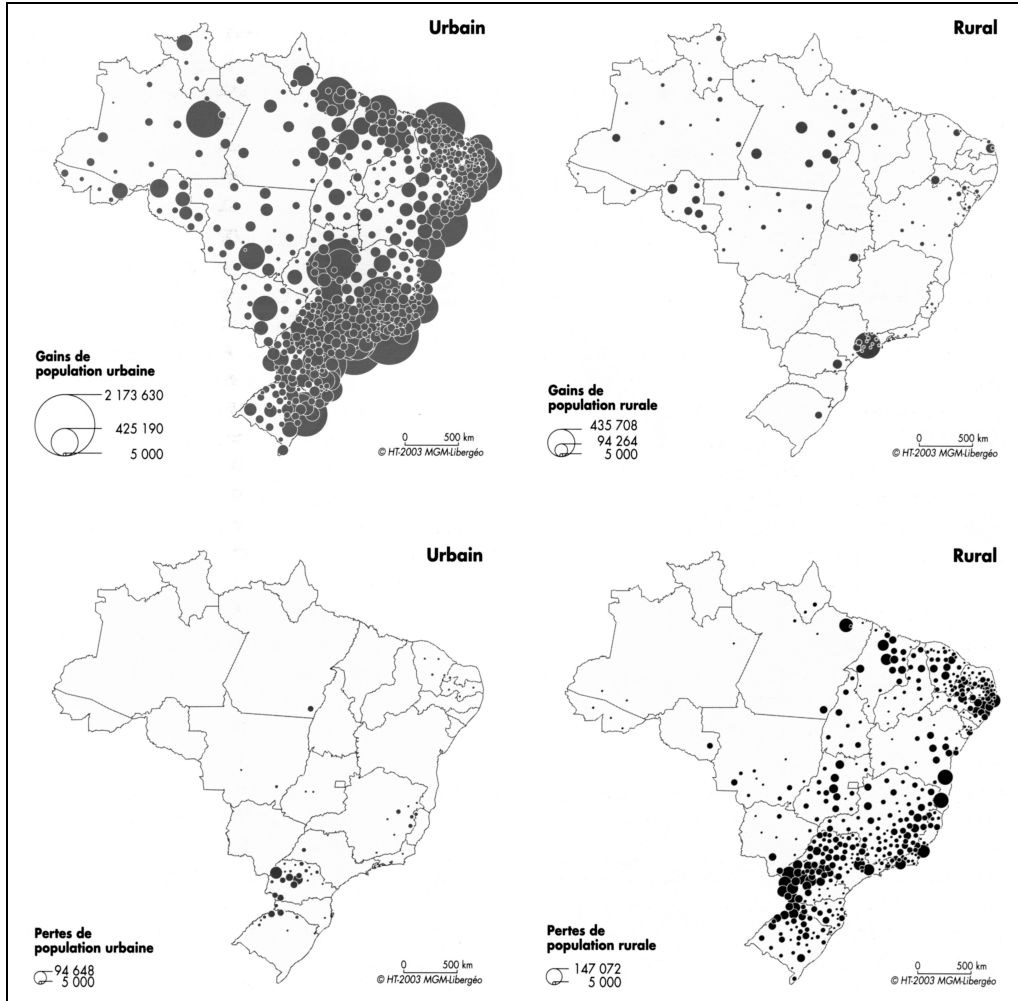 Urbain
Gains de
population urbaine
2 173 630
425 190
5 000
0 500 km
© HT-2003 MGM-Libergéo
Rural
Gains de
population rurale
435 708
94 264
5 000
0 500 km
© HT-2003 MGM-Libergéo
Urbain
Pertes de
population urbaine
94 648
5 000
0 500 km
© HT-2003 MGM-Libergéo
Rural
Pertes de
population rurale
147 072
5 000
0 500 km
© HT-2003 MGM-Libergéo